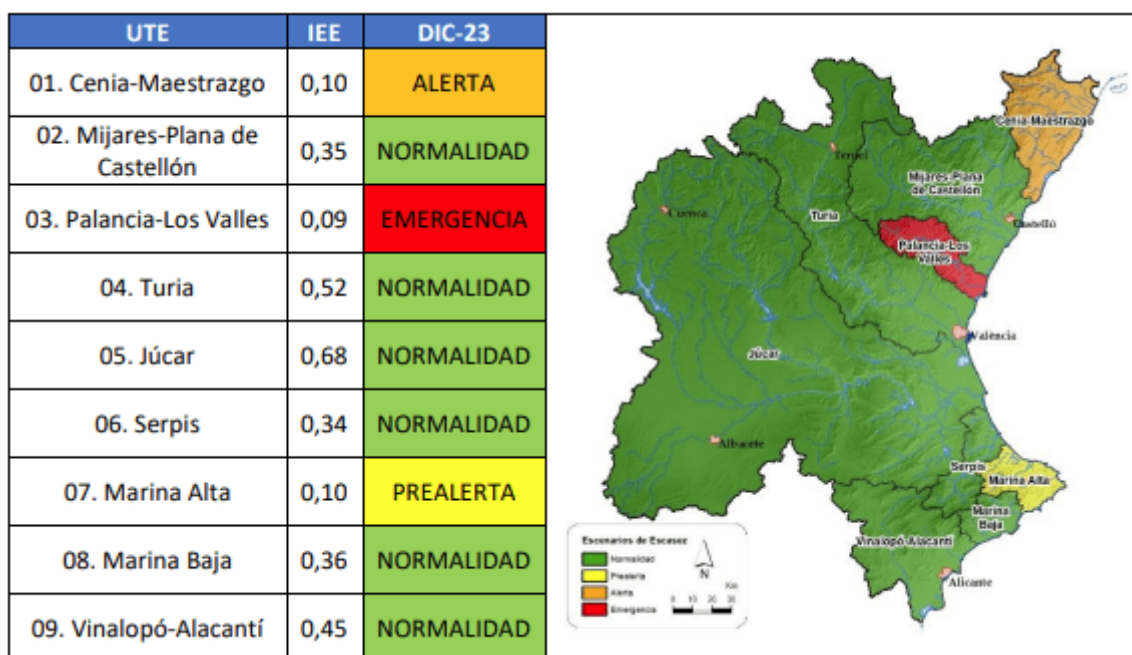 UTE IEE DIC-23
01. Cenia-Maestrazgo 0,10 ALERTA
02. Mijares-Plana de
Castellón 0,35 NORMALIDAD
03. Palancia-Los Valles 0,09 EMERGENCIA
04. Turia 0,52 NORMALIDAD
05. Júcar 0,68 NORMALIDAD
06. Serpis 0,34 NORMALIDAD
07. Marina Alta 0,10 PREALERTA
08. Marina Baja 0,36 NORMALIDAD
09. Vinalopó-Alacantí 0,45 NORMALIDAD
Cenia-Maestrazgo
Teruel
Mijares-Plana
de Castellón
Cuenca
Turia
Castelló
Palancia-Los
Valles
València
Júcar
Albacete
Serpis
Marina Alta
Marina
Baja
Vinalopó-Alacantí
Alicante
Escenarios de Escasez
Normalidad
Prealerta
Alerta
Emergencia
N
Km
0 10 20 30